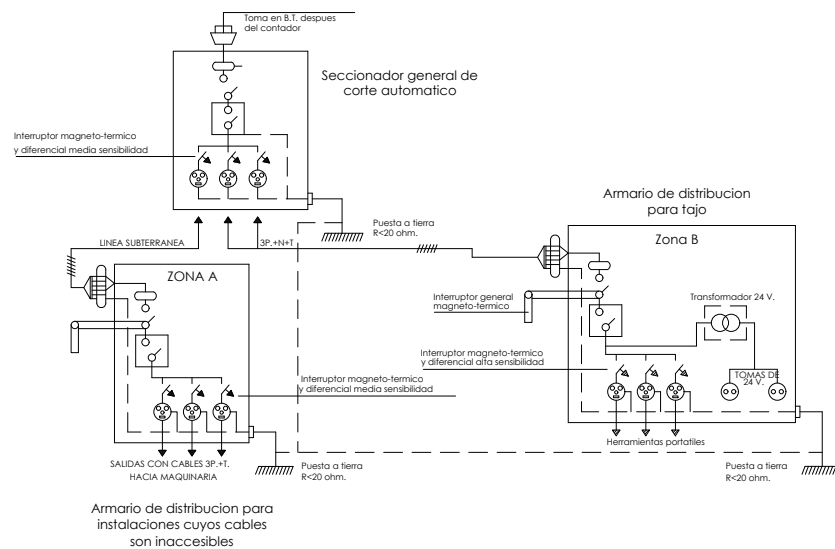 Toma en B.T. despues
del contador
Seccionador general de
corte automatico
Interruptor magneto-termico
y diferencial media sensibilidad
Armario de distribucion
para tajo
Puesta a tierra
R<20 ohm.
LINEA SUBTERRANEA
3P.+N+T
Zona B
ZONA A
Interruptor general
magneto-termico
Transformador 24 V.
Interruptor magneto-termico
y diferencial alta sensibilidad
Interruptor magneto-termico
y diferencial media sensibilidad
TOMAS DE
24 V.
Herramientas portatiles
SALIDAS CON CABLES 3P.+T.
HACIA MAQUINARIA
Puesta a tierra
R<20 ohm.
Puesta a tierra
R<20 ohm.
Armario de distribucion para
instalaciones cuyos cables
son inaccesibles